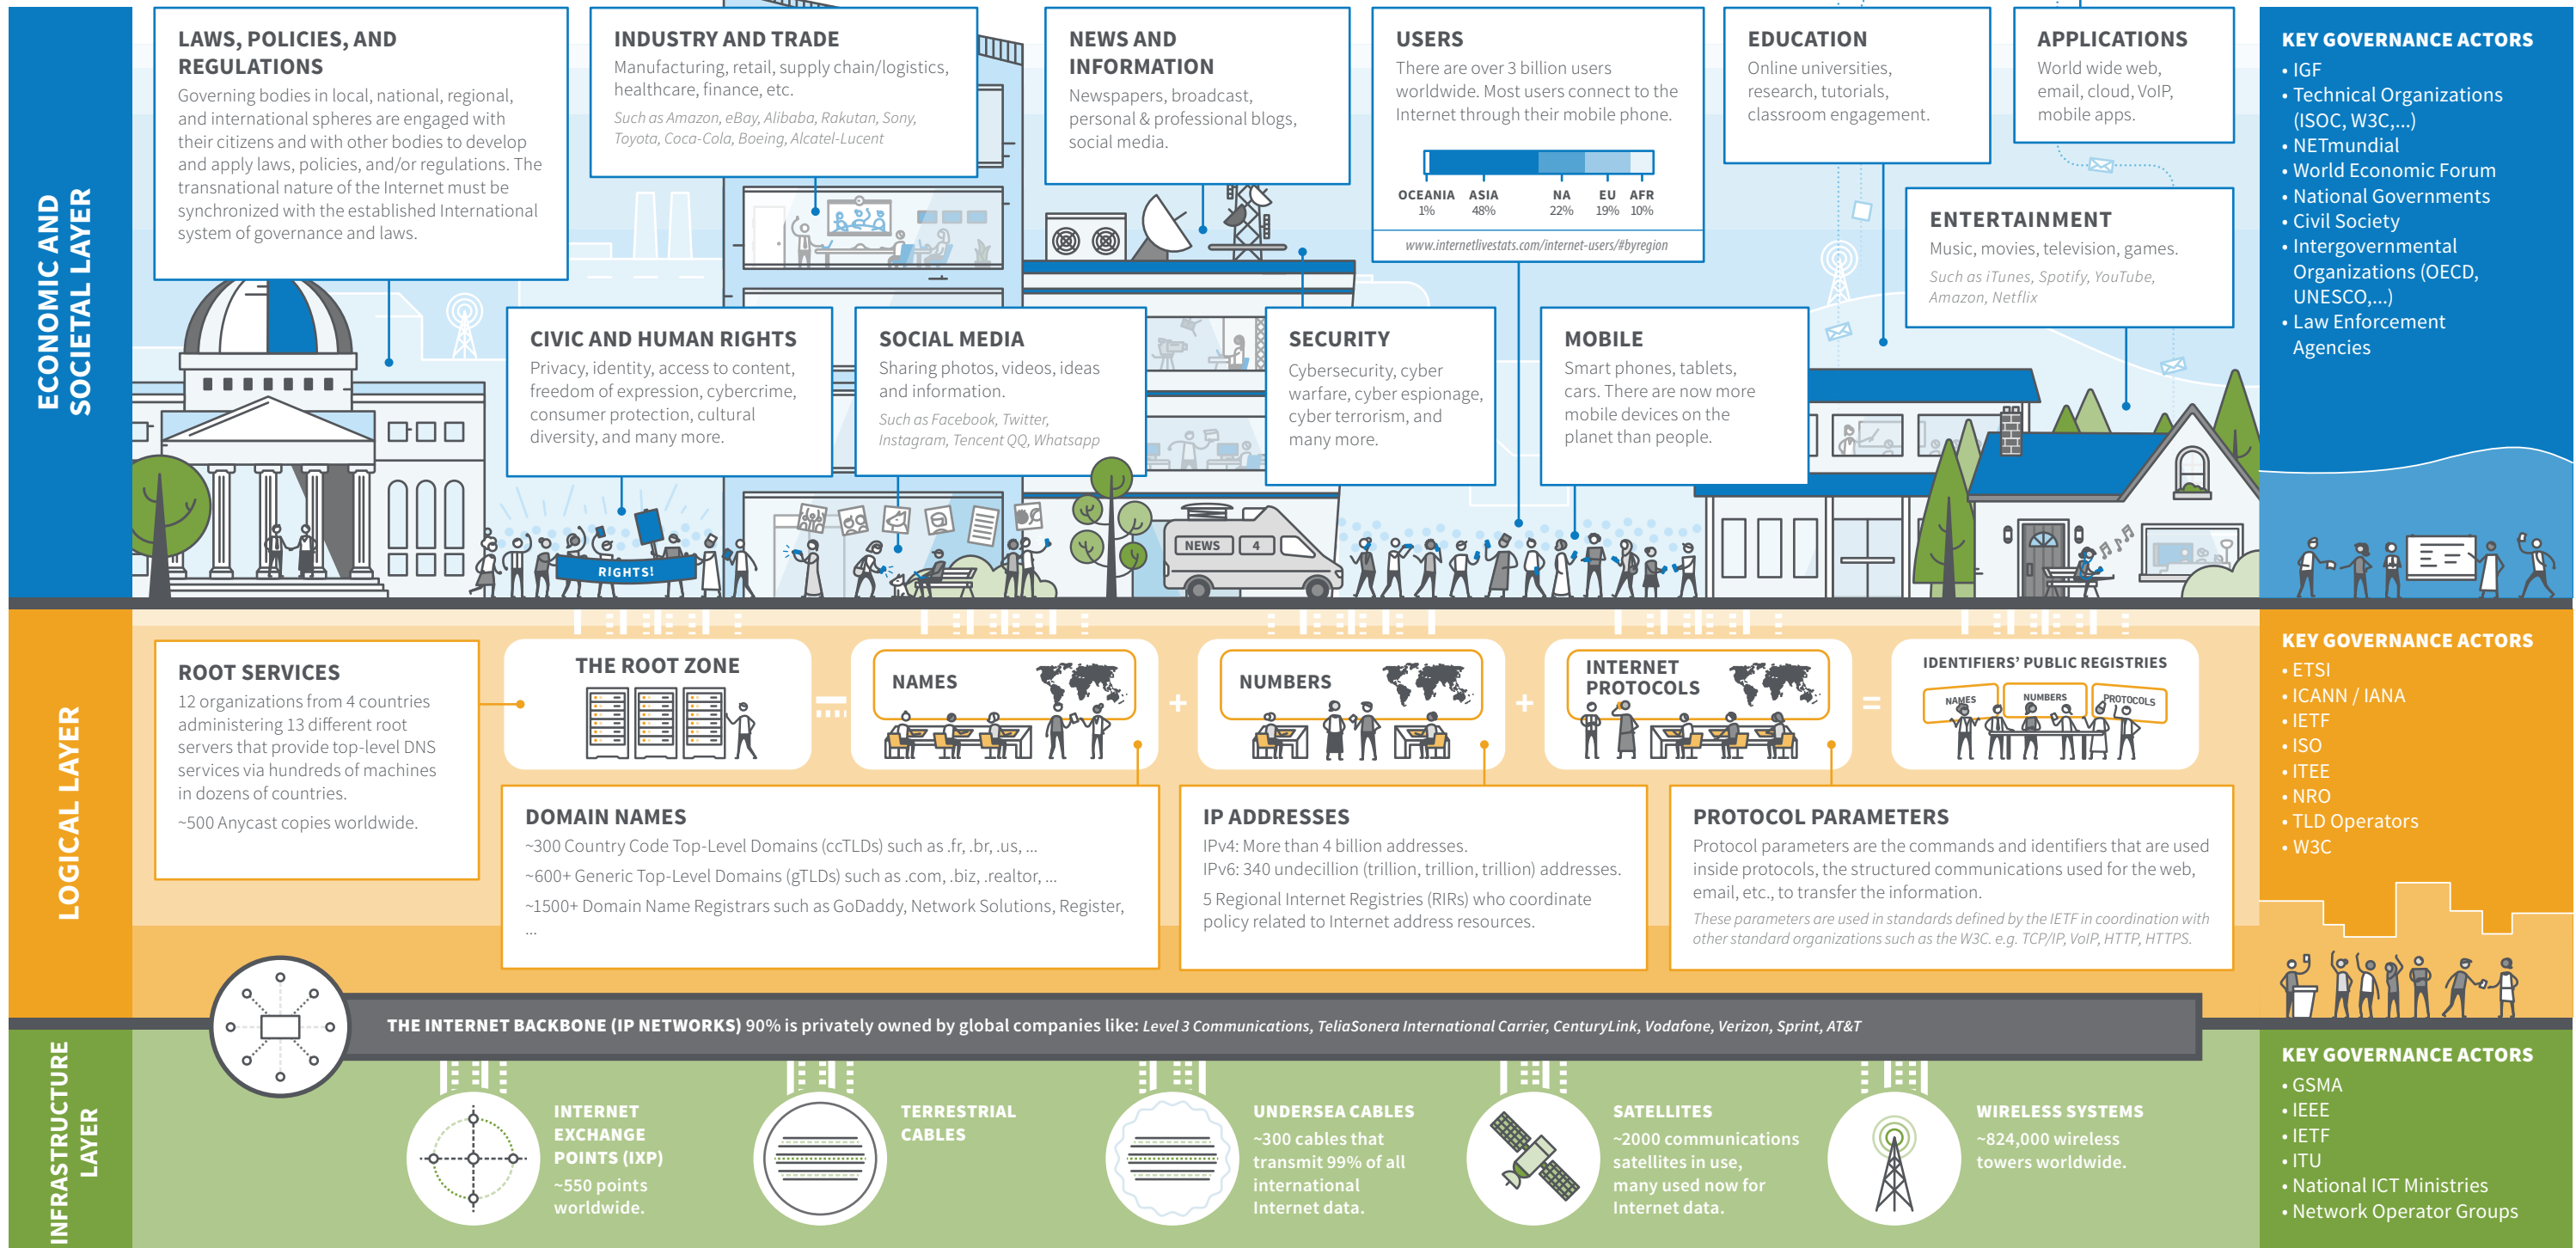 ECONOMIC AND
SOCIETAL LAYER
LAWS, POLICIES, AND
REGULATIONS
Governing bodies in local, national, regional,
and international spheres are engaged with
their citizens and with other bodies to develop
and apply laws, policies, and/or regulations. The
transnational nature of the Internet must be
synchronized with the established International
system of governance and laws.
INDUSTRY AND TRADE
Manufacturing, retail, supply chain/logistics,
healthcare, finance, etc.
Such as Amazon, eBay, Alibaba, Rakutan, Sony,
Toyota, Coca-Cola, Boeing, Alcatel-Lucent
NEWS AND
INFORMATION
Newspapers, broadcast,
personal & professional blogs,
social media.
USERS
There are over 3 billion users
worldwide. Most users connect to the
Internet through their mobile phone.
OCEANIA ASIA NA EU AFR
1% 48% 22% 19% 10%
www.internetlivestats.com/internet-users/#byregion
EDUCATION
Online universities,
research, tutorials,
classroom engagement.
APPLICATIONS
World wide web,
email, cloud, VoIP,
mobile apps.
ENTERTAINMENT
Music, movies, television, games.
Such as iTunes, Spotify, YouTube,
Amazon, Netflix
CIVIC AND HUMAN RIGHTS
Privacy, identity, access to content,
freedom of expression, cybercrime,
consumer protection, cultural
diversity, and many more.
SOCIAL MEDIA
Sharing photos, videos, ideas
and information.
Such as Facebook, Twitter,
Instagram, Tencent QQ, Whatsapp
SECURITY
Cybersecurity, cyber
warfare, cyber espionage,
cyber terrorism, and
many more.
MOBILE
Smart phones, tablets,
cars. There are now more
mobile devices on the
planet than people.
RIGHTS!
NEWS 4
KEY GOVERNANCE ACTORS
• IGF
• Technical Organizations
(ISOC, W3C,...)
• NETmundial
• World Economic Forum
• National Governments
• Civil Society
• Intergovernmental
Organizations (OECD,
UNESCO,...)
• Law Enforcement
Agencies
LOGICAL LAYER
ROOT SERVICES
12 organizations from 4 countries
administering 13 different root
servers that provide top-level DNS
services via hundreds of machines
in dozens of countries.
~500 Anycast copies worldwide.
THE ROOT ZONE
NAMES
+
NUMBERS
+
INTERNET
PROTOCOLS
=
IDENTIFIERS' PUBLIC REGISTRIES
NAMES NUMBERS PROTOCOLS
DOMAIN NAMES
~300 Country Code Top-Level Domains (ccTLDs) such as .fr, .br, .us, ...
~600+ Generic Top-Level Domains (gTLDs) such as .com, .biz, .realtor, ...
~1500+ Domain Name Registrars such as GoDaddy, Network Solutions, Register,
...
IP ADDRESSES
IPv4: More than 4 billion addresses.
IPv6: 340 undecillion (trillion, trillion, trillion) addresses.
5 Regional Internet Registries (RIRs) who coordinate
policy related to Internet address resources.
PROTOCOL PARAMETERS
Protocol parameters are the commands and identifiers that are used
inside protocols, the structured communications used for the web,
email, etc., to transfer the information.
These parameters are used in standards defined by the IETF in coordination with
other standard organizations such as the W3C. e.g. TCP/IP, VoIP, HTTP, HTTPS.
KEY GOVERNANCE ACTORS
• ETSI
• ICANN / IANA
• IETF
• ISO
• ITEE
• NRO
• TLD Operators
• W3C
THE INTERNET BACKBONE (IP NETWORKS) 90% is privately owned by global companies like: Level 3 Communications, TeliaSonera International Carrier, CenturyLink, Vodafone, Verizon, Sprint, AT&T
INFRASTRUCTURE
LAYER
INTERNET
EXCHANGE
POINTS (IXP)
~550 points
worldwide.
TERRESTRIAL
CABLES
UNDERSEA CABLES
~300 cables that
transmit 99% of all
international
Internet data.
SATELLITES
~2000 communications
satellites in use,
many used now for
Internet data.
WIRELESS SYSTEMS
~824,000 wireless
towers worldwide.
KEY GOVERNANCE ACTORS
• GSMA
• IEEE
• IETF
• ITU
• National ICT Ministries
• Network Operator Groups